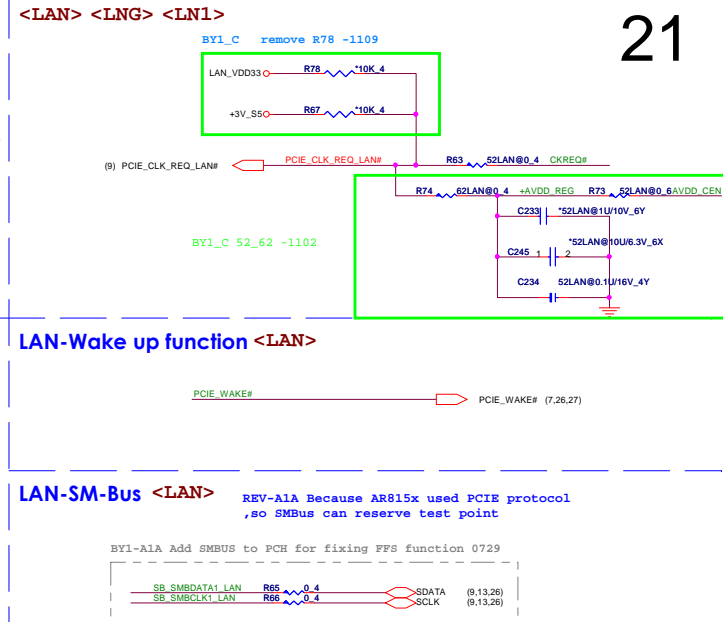 <LAN> <LNG> <LN1>
21
BY1_C remove R78 -1109
LAN_VDD33 R78 *10K_4
+3V_S5 R67 *10K_4
(9) PCIE_CLK_REQ_LAN# PCIE_CLK_REQ_LAN# R63 52LAN@0_4 CKREQ#
R74 62LAN@0_4 +AVDD_REG R73 52LAN@0_6 AVDD_CEN
C233 *52LAN@1U/10V_6Y
BY1_C 52_62 -1102
*52LAN@10U/6.3V_6X
C245 1 2
C234 52LAN@0.1U/16V_4Y
LAN-Wake up function <LAN>
PCIE_WAKE# PCIE_WAKE# (7,26,27)
LAN-SM-Bus <LAN>
REV-A1A Because AR815x used PCIE protocol
,so SMBus can reserve test point
BY1-A1A Add SMBUS to PCH for fixing FFS function 0729
SB_SMBDATA1_LAN R65 0_4 SDATA (9,13,26)
SB_SMBCLK1_LAN R66 0_4 SCLK (9,13,26)